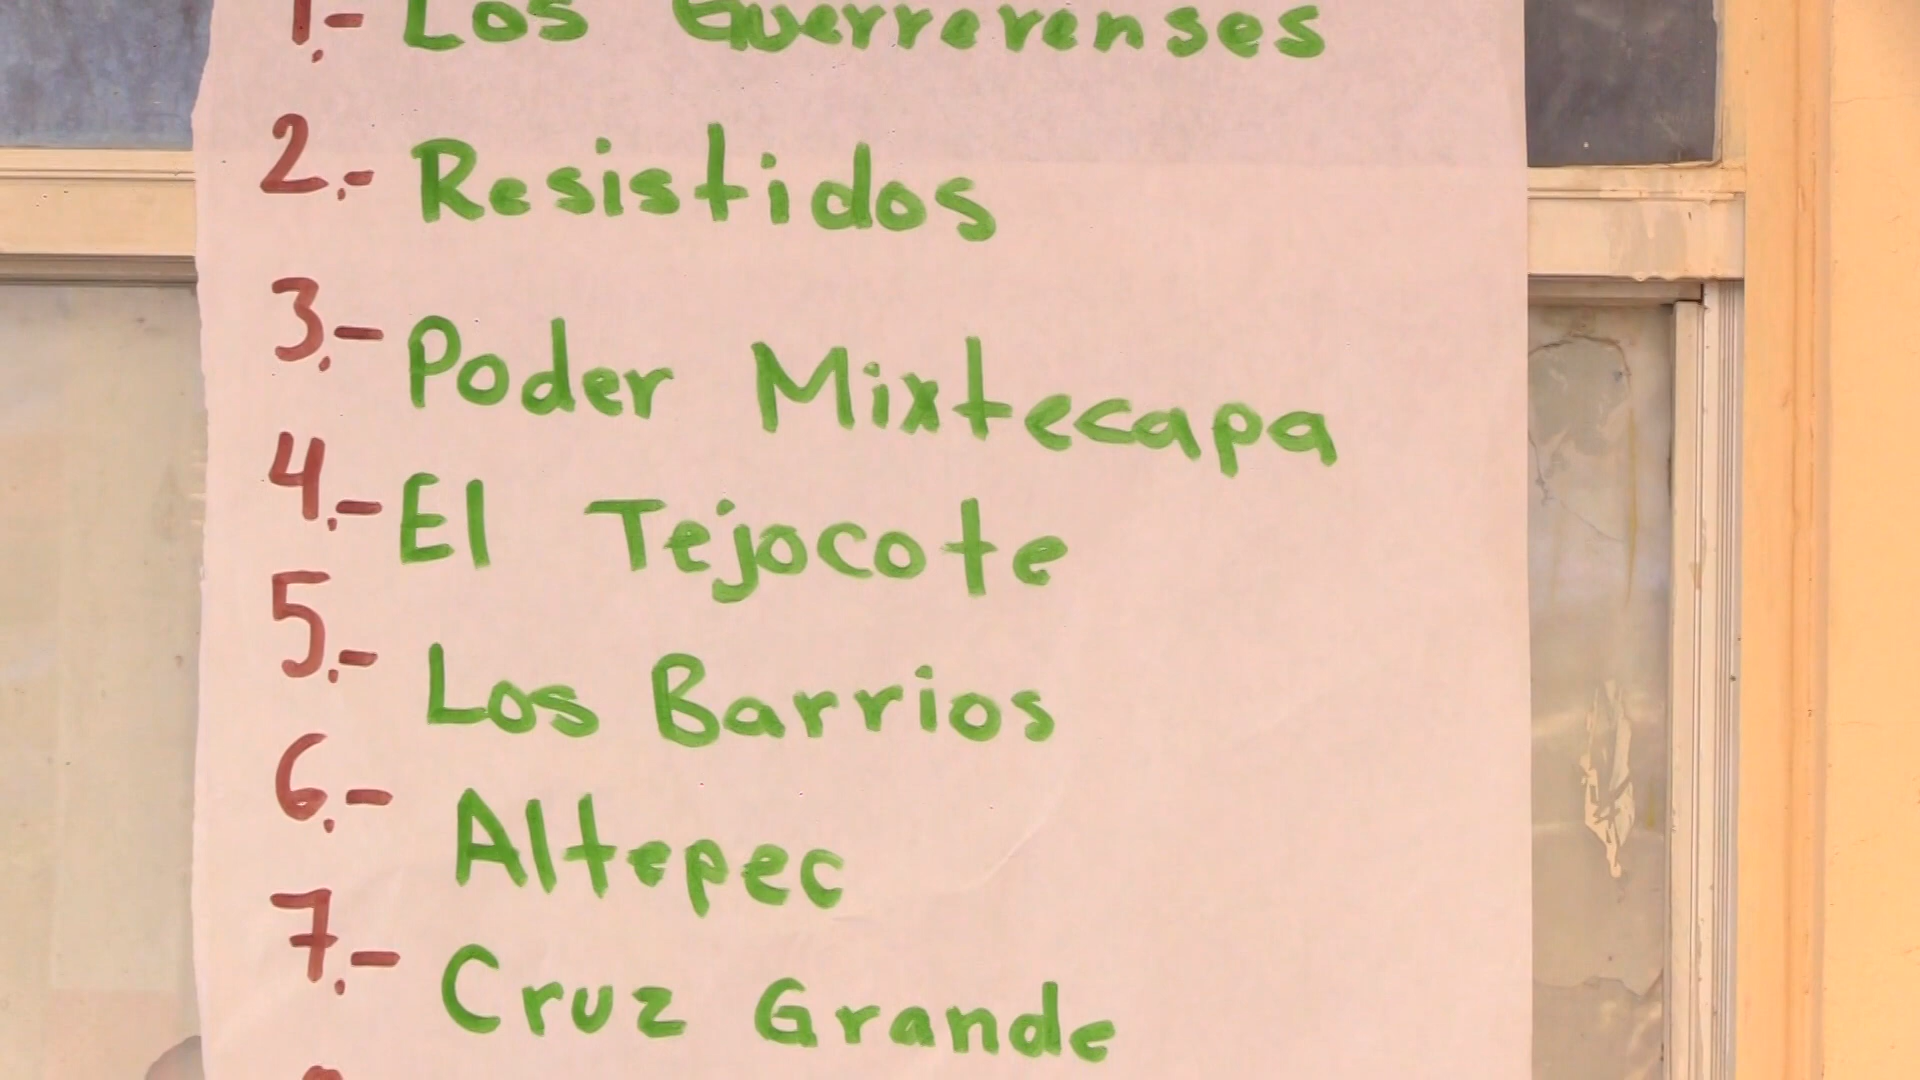 1.- Los Guerrerenses
2.- Resistidos
3.- Poder Mixtecapa
4.- El Tejocote
5.- Los Barrios
6.- Altepec
7.- Cruz Grande